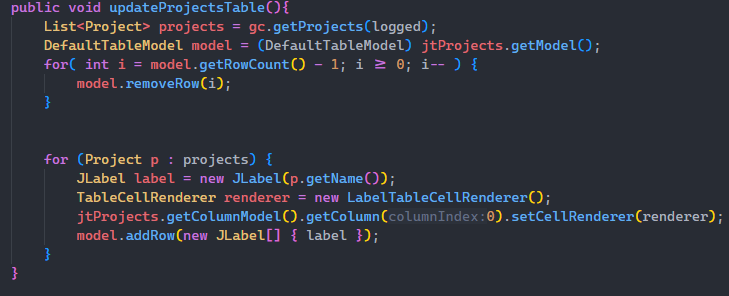 public void updateProjectsTable(){
    List<Project> projects = gc.getProjects(logged);
    DefaultTableModel model = (DefaultTableModel) jtProjects.getModel();
    for( int i = model.getRowCount() - 1; i ≥ 0; i-- ) {
        model.removeRow(i);
    }
    for (Project p : projects) {
        JLabel label = new JLabel(p.getName());
        TableCellRenderer renderer = new LabelTableCellRenderer();
        jtProjects.getColumnModel().getColumn(columnIndex:0).setCellRenderer(renderer);
        model.addRow(new JLabel[] { label });
    }
}